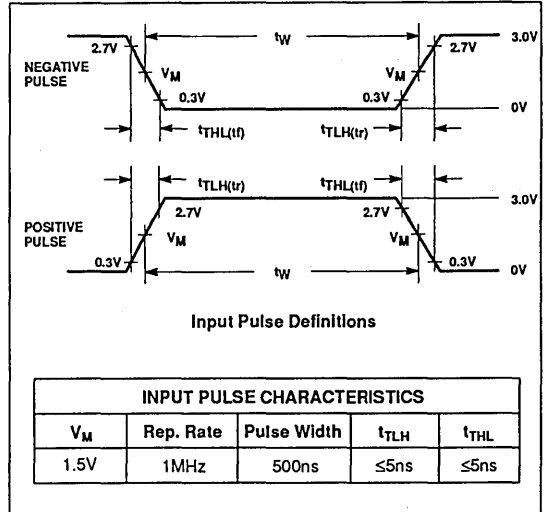 tW
3.0V
2.7V
2.7V
NEGATIVE
PULSE
VM
VM
0.3V
0.3V
0V
tTHL(tf)
tTLH(tr)
tTLH(tr)
tTHL(tf)
3.0V
2.7V
2.7V
POSITIVE
PULSE
VM
VM
0.3V
0.3V
0V
tW
Input Pulse Definitions
INPUT PULSE CHARACTERISTICS
VM Rep. Rate Pulse Width tTLH tTHL
1.5V 1MHz 500ns ≤5ns ≤5ns